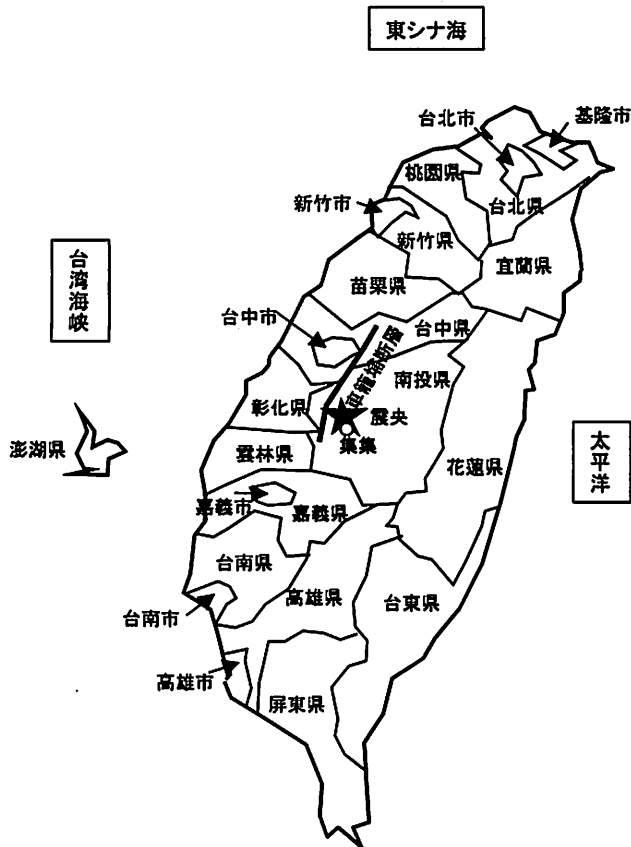 東シナ海
台北市
基隆市
桃園県
台北県
新竹市
新竹県
宜蘭県
台湾海峡
苗栗県
台中市
台中県
車籠埔断層
南投県
彰化県
震央
集集
澎湖県
雲林県
花蓮県
太平洋
嘉義市
嘉義県
台南県
高雄県
台東県
台南市
高雄市
屏東県